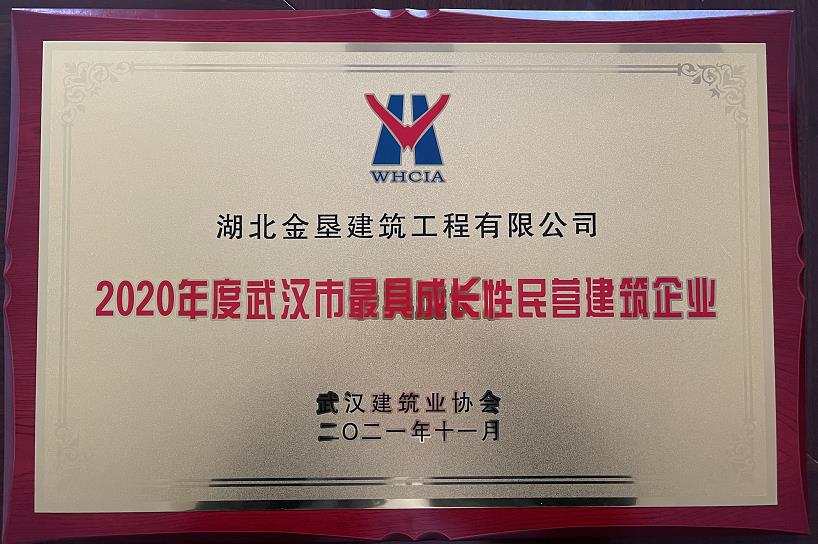 WHCIA
湖北金垦建筑工程有限公司
2020年度武汉市最具成长性民营建筑企业
武汉建筑业协会
二〇二一年十一月